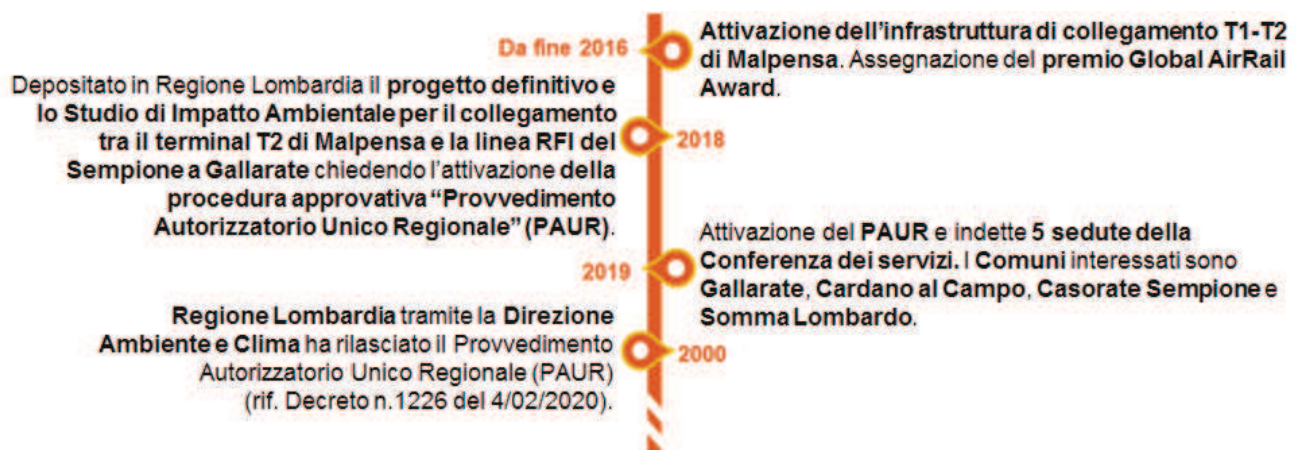 Da fine 2016
Attivazione dell'infrastruttura di collegamento T1-T2
di Malpensa. Assegnazione del premio Global AirRail
Award.
Depositato in Regione Lombardia il progetto definitivo e
lo Studio di Impatto Ambientale per il collegamento
tra il terminal T2 di Malpensa e la linea RFI del
Sempione a Gallarate chiedendo l'attivazione della
procedura approvativa “Provvedimento
Autorizzatorio Unico Regionale” (PAUR).
2018
2019
Attivazione del PAUR e indette 5 sedute della
Conferenza dei servizi. I Comuni interessati sono
Gallarate, Cardano al Campo, Casorate Sempione e
Somma Lombardo.
Regione Lombardia tramite la Direzione
Ambiente e Clima ha rilasciato il Provvedimento
Autorizzatorio Unico Regionale (PAUR)
(rif. Decreto n.1226 del 4/02/2020).
2000